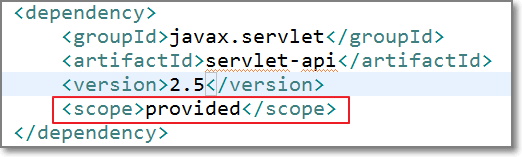 <dependency>
<groupId>javax.servlet</groupId>
<artifactId>servlet-api</artifactId>
<version>2.5</version>
<scope>provided</scope>
</dependency>